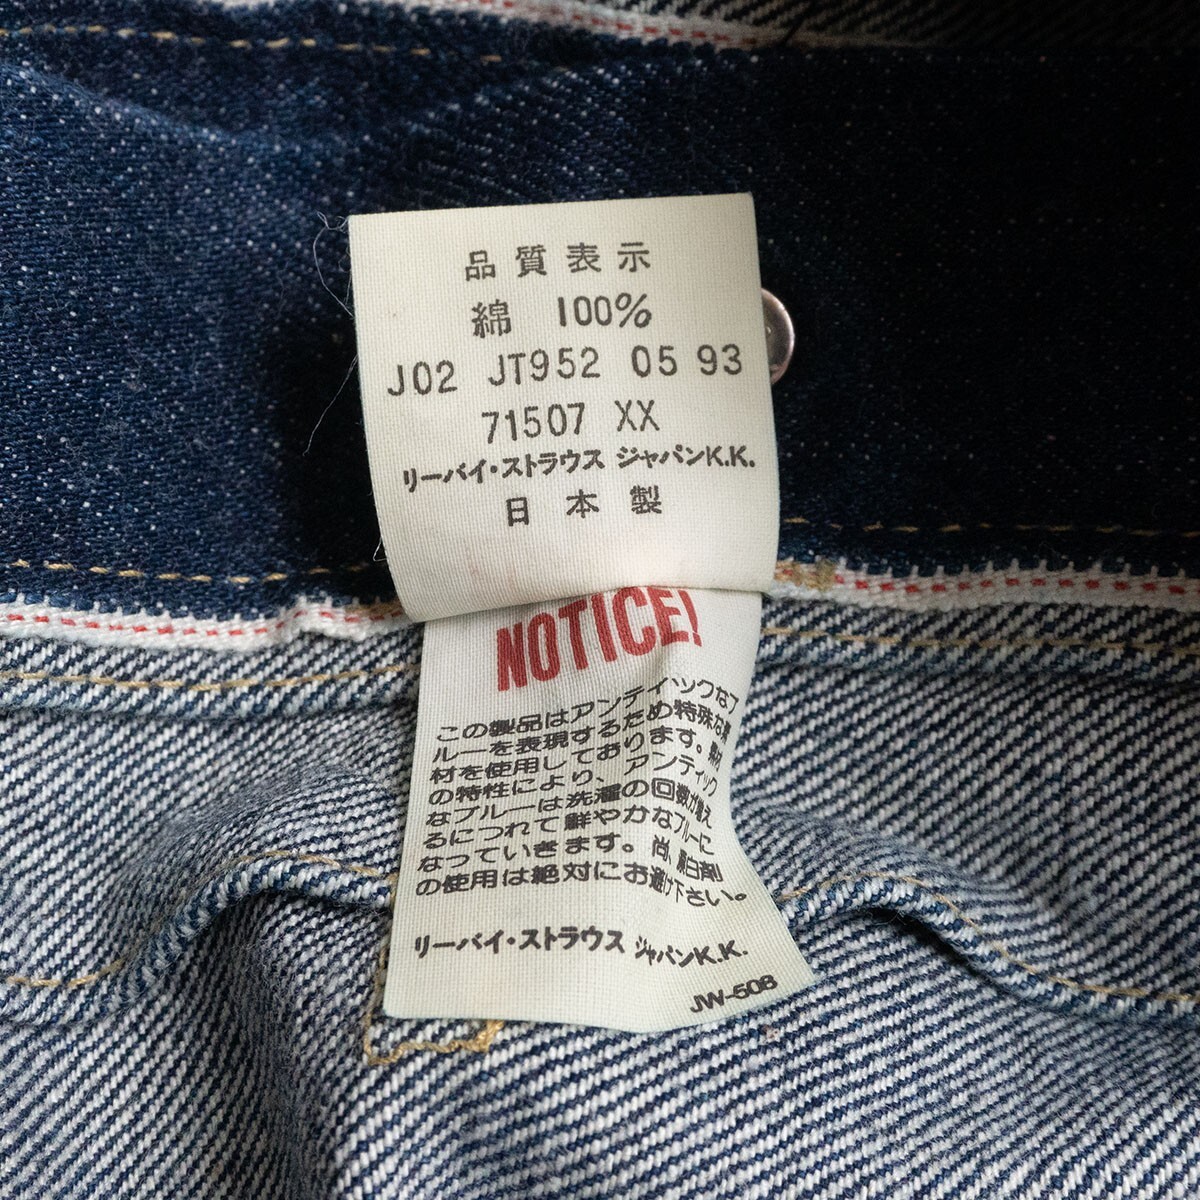 品質表示
綿 100%
J02 JT952 05 93
71507 XX
リーバイ・ストラウス ジャパンK.K.
日本製
NOTICE!
この製品はアンティックなブ
ルーを表現するため特殊な素
材を使用しております。素材
の特性により、アンティック
なブルーは洗濯の回数が増え
るにつれて鮮やかなブルーに
なっていきます。尚、漂白剤
の使用は絶対にお避け下さい。
リーバイ・ストラウス ジャパンK.K.
JW-50B